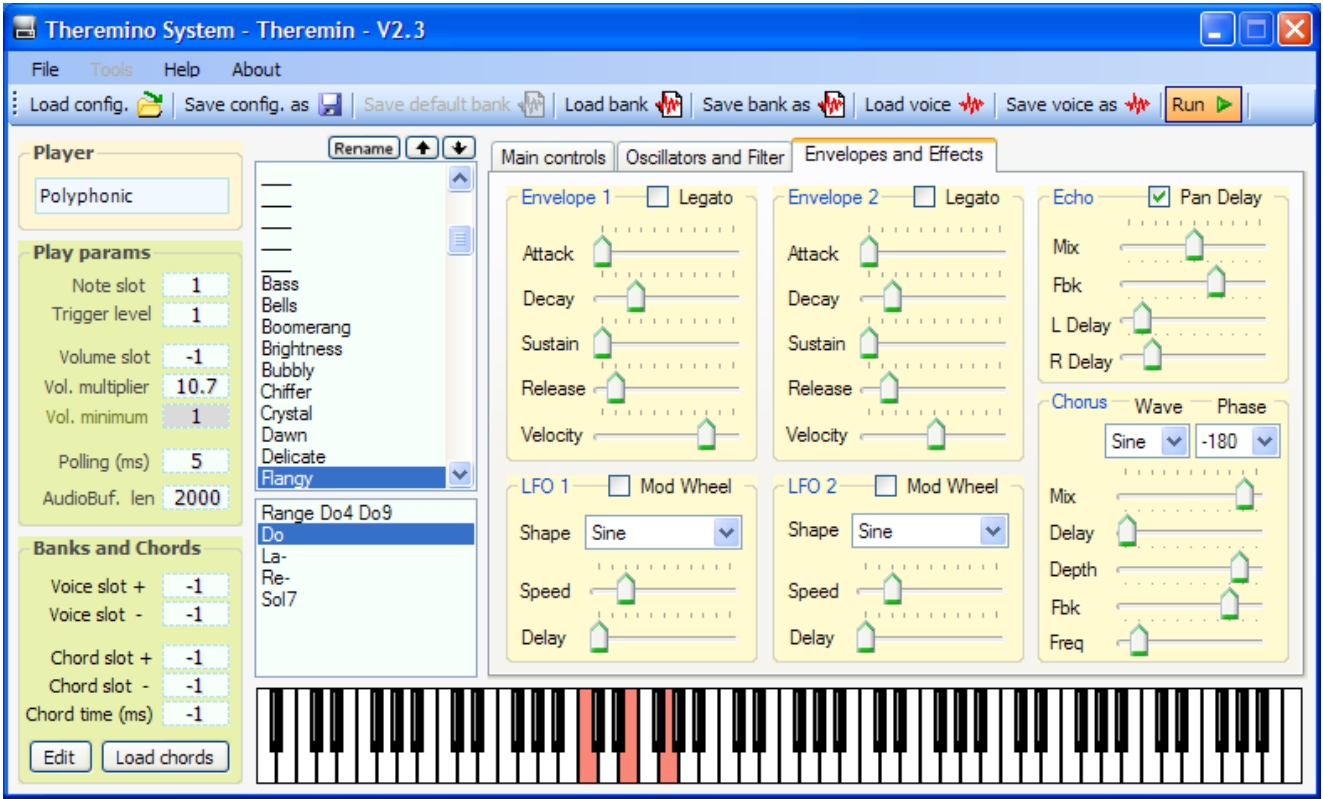 Theremino System - Theremin - V2.3
File Tools Help About
Load config. Save config. as Save default bank Load bank Save bank as Load voice Save voice as Run
Player
Polyphonic
Play params
Note slot 1
Trigger level 1
Volume slot -1
Vol. multiplier 10.7
Vol. minimum 1
Polling (ms) 5
AudioBuf. len 2000
Banks and Chords
Voice slot + -1
Voice slot - -1
Chord slot + -1
Chord slot - -1
Chord time (ms) -1
Edit Load chords
Rename
___
___
___
___
___
Bass
Bells
Boomerang
Brightness
Bubbly
Chiffer
Crystal
Dawn
Delicate
Flangy
Range Do4 Do9
Do
La-
Re-
Sol7
Main controls Oscillators and Filter Envelopes and Effects
Envelope 1 Legato
Attack
Decay
Sustain
Release
Velocity
Envelope 2 Legato
Attack
Decay
Sustain
Release
Velocity
Echo Pan Delay
Mix
Fbk
L Delay
R Delay
LFO 1 Mod Wheel
Shape Sine
Speed
Delay
LFO 2 Mod Wheel
Shape Sine
Speed
Delay
Chorus Wave Phase
Sine -180
Mix
Delay
Depth
Fbk
Freq